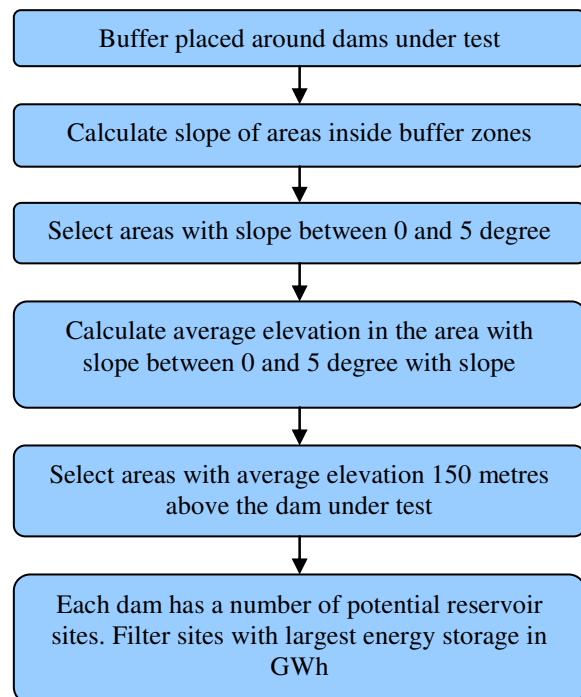 Buffer placed around dams under test
Calculate slope of areas inside buffer zones
Select areas with slope between 0 and 5 degree
Calculate average elevation in the area with
slope between 0 and 5 degree with slope
Select areas with average elevation 150 metres
above the dam under test
Each dam has a number of potential reservoir
sites. Filter sites with largest energy storage in
GWh